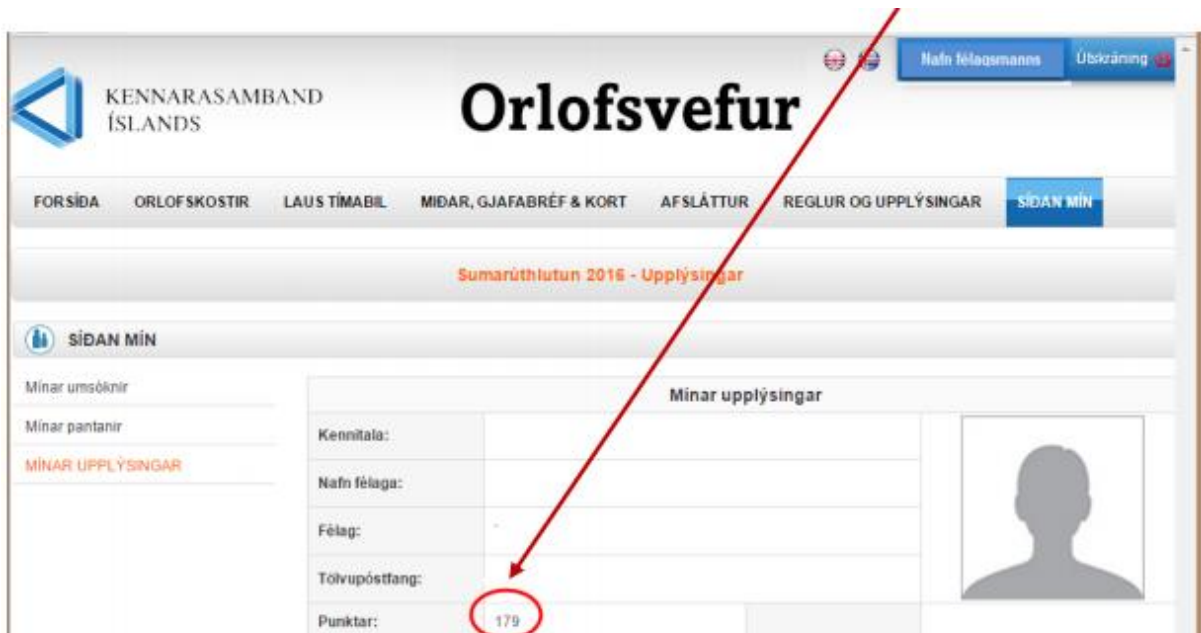 Nafn félagsmanns Útskráning
KENNARASAMBAND
ÍSLANDS
Orlofsvefur
FORSÍÐA ORLOFSKOSTIR LAUS TÍMABIL MIÐAR, GJAFABRÉF & KORT AFSLÁTTUR REGLUR OG UPPLÝSINGAR SÍÐAN MÍN
Sumarúthlutun 2016 - Upplýsingar
SÍÐAN MÍN
Mínar umsóknir
Mínar pantanir
MÍNAR UPPLÝSINGAR
Mínar upplýsingar
Kennitala:
Nafn félaga:
Félag: -
Tölvupóstfang:
Punktar: 179